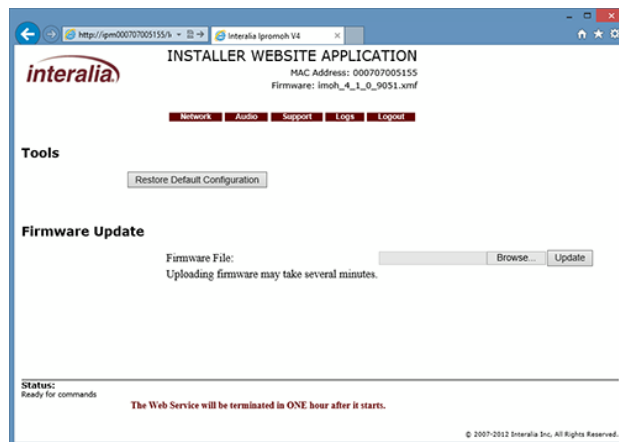 http://ipm000707005155/
Interalia Ipromoh V4
INSTALLER WEBSITE APPLICATION
interalia
MAC Address: 000707005155
Firmware: imoh_4_1_0_9051.xmf
Network Audio Support Logs Logout
Tools
Restore Default Configuration
Firmware Update
Firmware File: Browse... Update
Uploading firmware may take several minutes.
Status:
Ready for commands
The Web Service will be terminated in ONE hour after it starts.
© 2007-2012 Interalia Inc, All Rights Reserved.